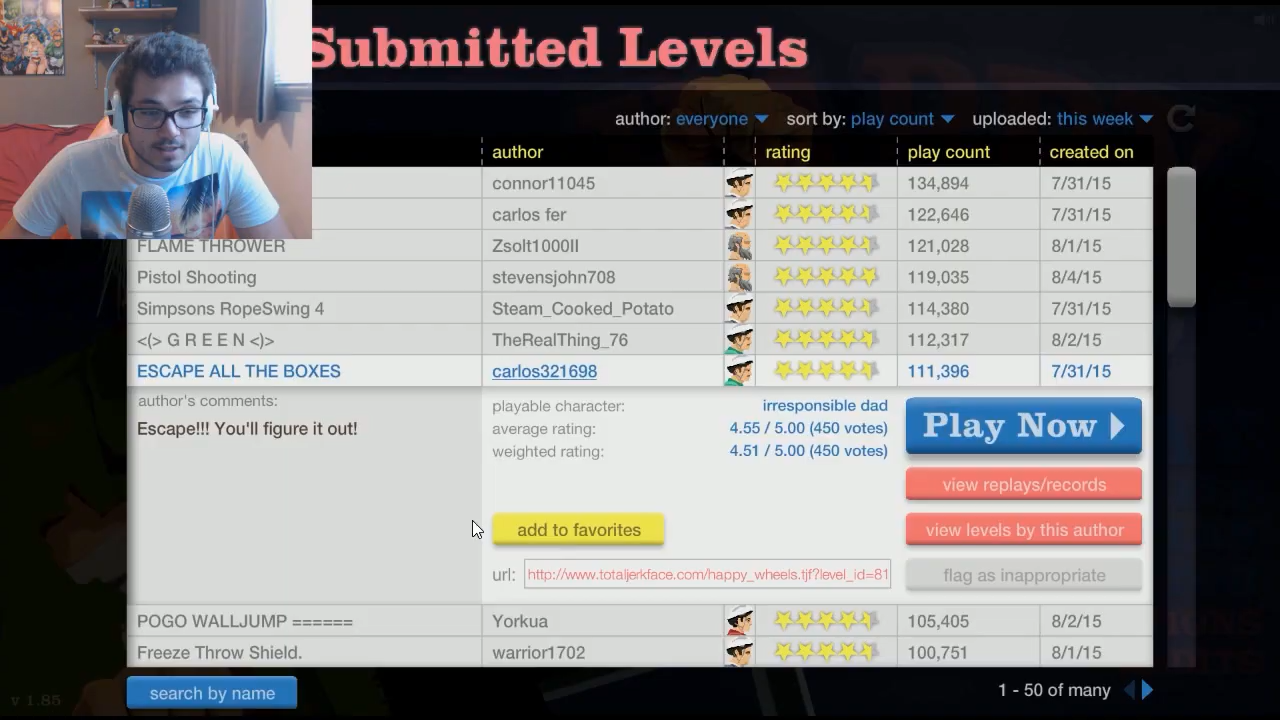 Submitted Levels
author: everyone sort by: play count uploaded: this week
author rating play count created on
connor11045 134,894 7/31/15
carlos fer 122,646 7/31/15
FLAME THROWER Zsolt1000II 121,028 8/1/15
Pistol Shooting stevensjohn708 119,035 8/4/15
Simpsons RopeSwing 4 Steam_Cooked_Potato 114,380 7/31/15
<(> G R E E N <)> TheRealThing_76 112,317 8/2/15
ESCAPE ALL THE BOXES carlos321698 111,396 7/31/15
author's comments:
Escape!!! You'll figure it out!
playable character: irresponsible dad
average rating: 4.55 / 5.00 (450 votes)
weighted rating: 4.51 / 5.00 (450 votes)
Play Now
view replays/records
add to favorites
view levels by this author
url: http://www.totaljerkface.com/happy_wheels.tjf?level_id=81
flag as inappropriate
POGO WALLJUMP ====== Yorkua 105,405 8/2/15
Freeze Throw Shield. warrior1702 100,751 8/1/15
v 1.85
search by name
1 - 50 of many